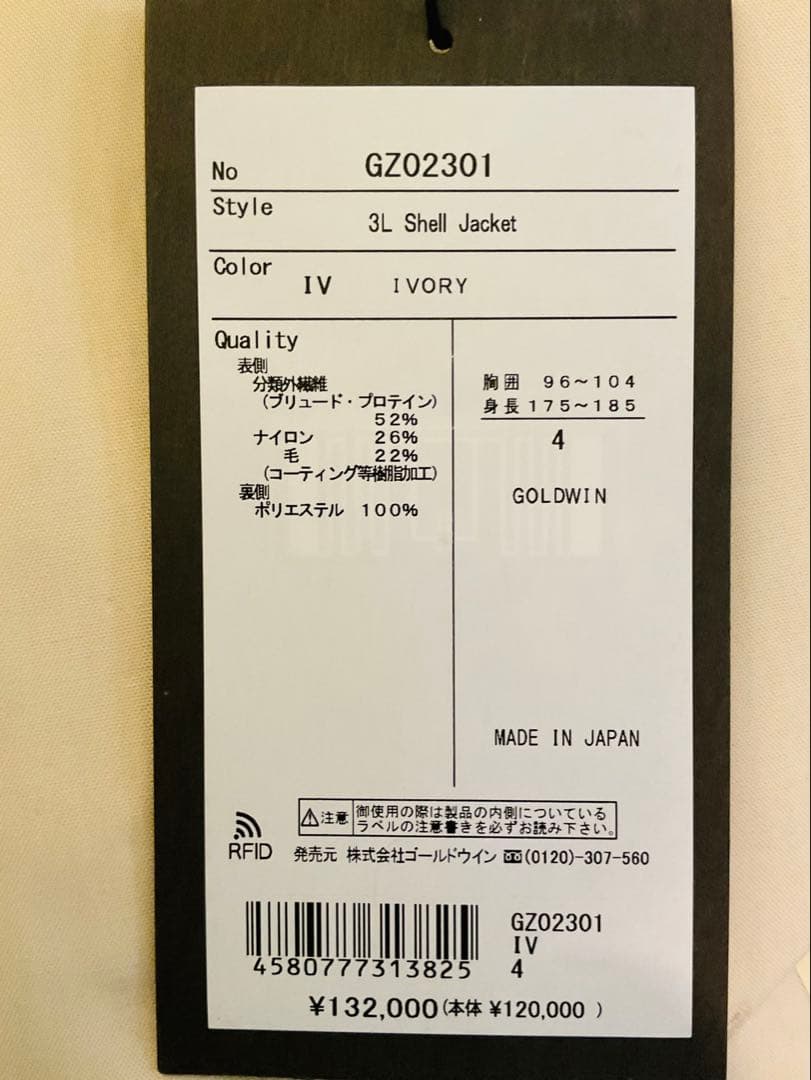 No GZ02301
Style 3L Shell Jacket
Color IV IVORY
Quality
表側
分類外繊維
(ブリュード・プロテイン)
52%
ナイロン 26%
毛 22%
(コーティング等樹脂加工)
裏側
ポリエステル 100%
胸囲 96~104
身長 175~185
4
GOLDWIN
MADE IN JAPAN
注意 御使用の際は製品の内側についている
ラベルの注意書きを必ずお読み下さい。
RFID 発売元 株式会社ゴールドウイン (0120)-307-560
4580777313825
GZ02301
IV
4
¥132,000(本体 ¥120,000 )